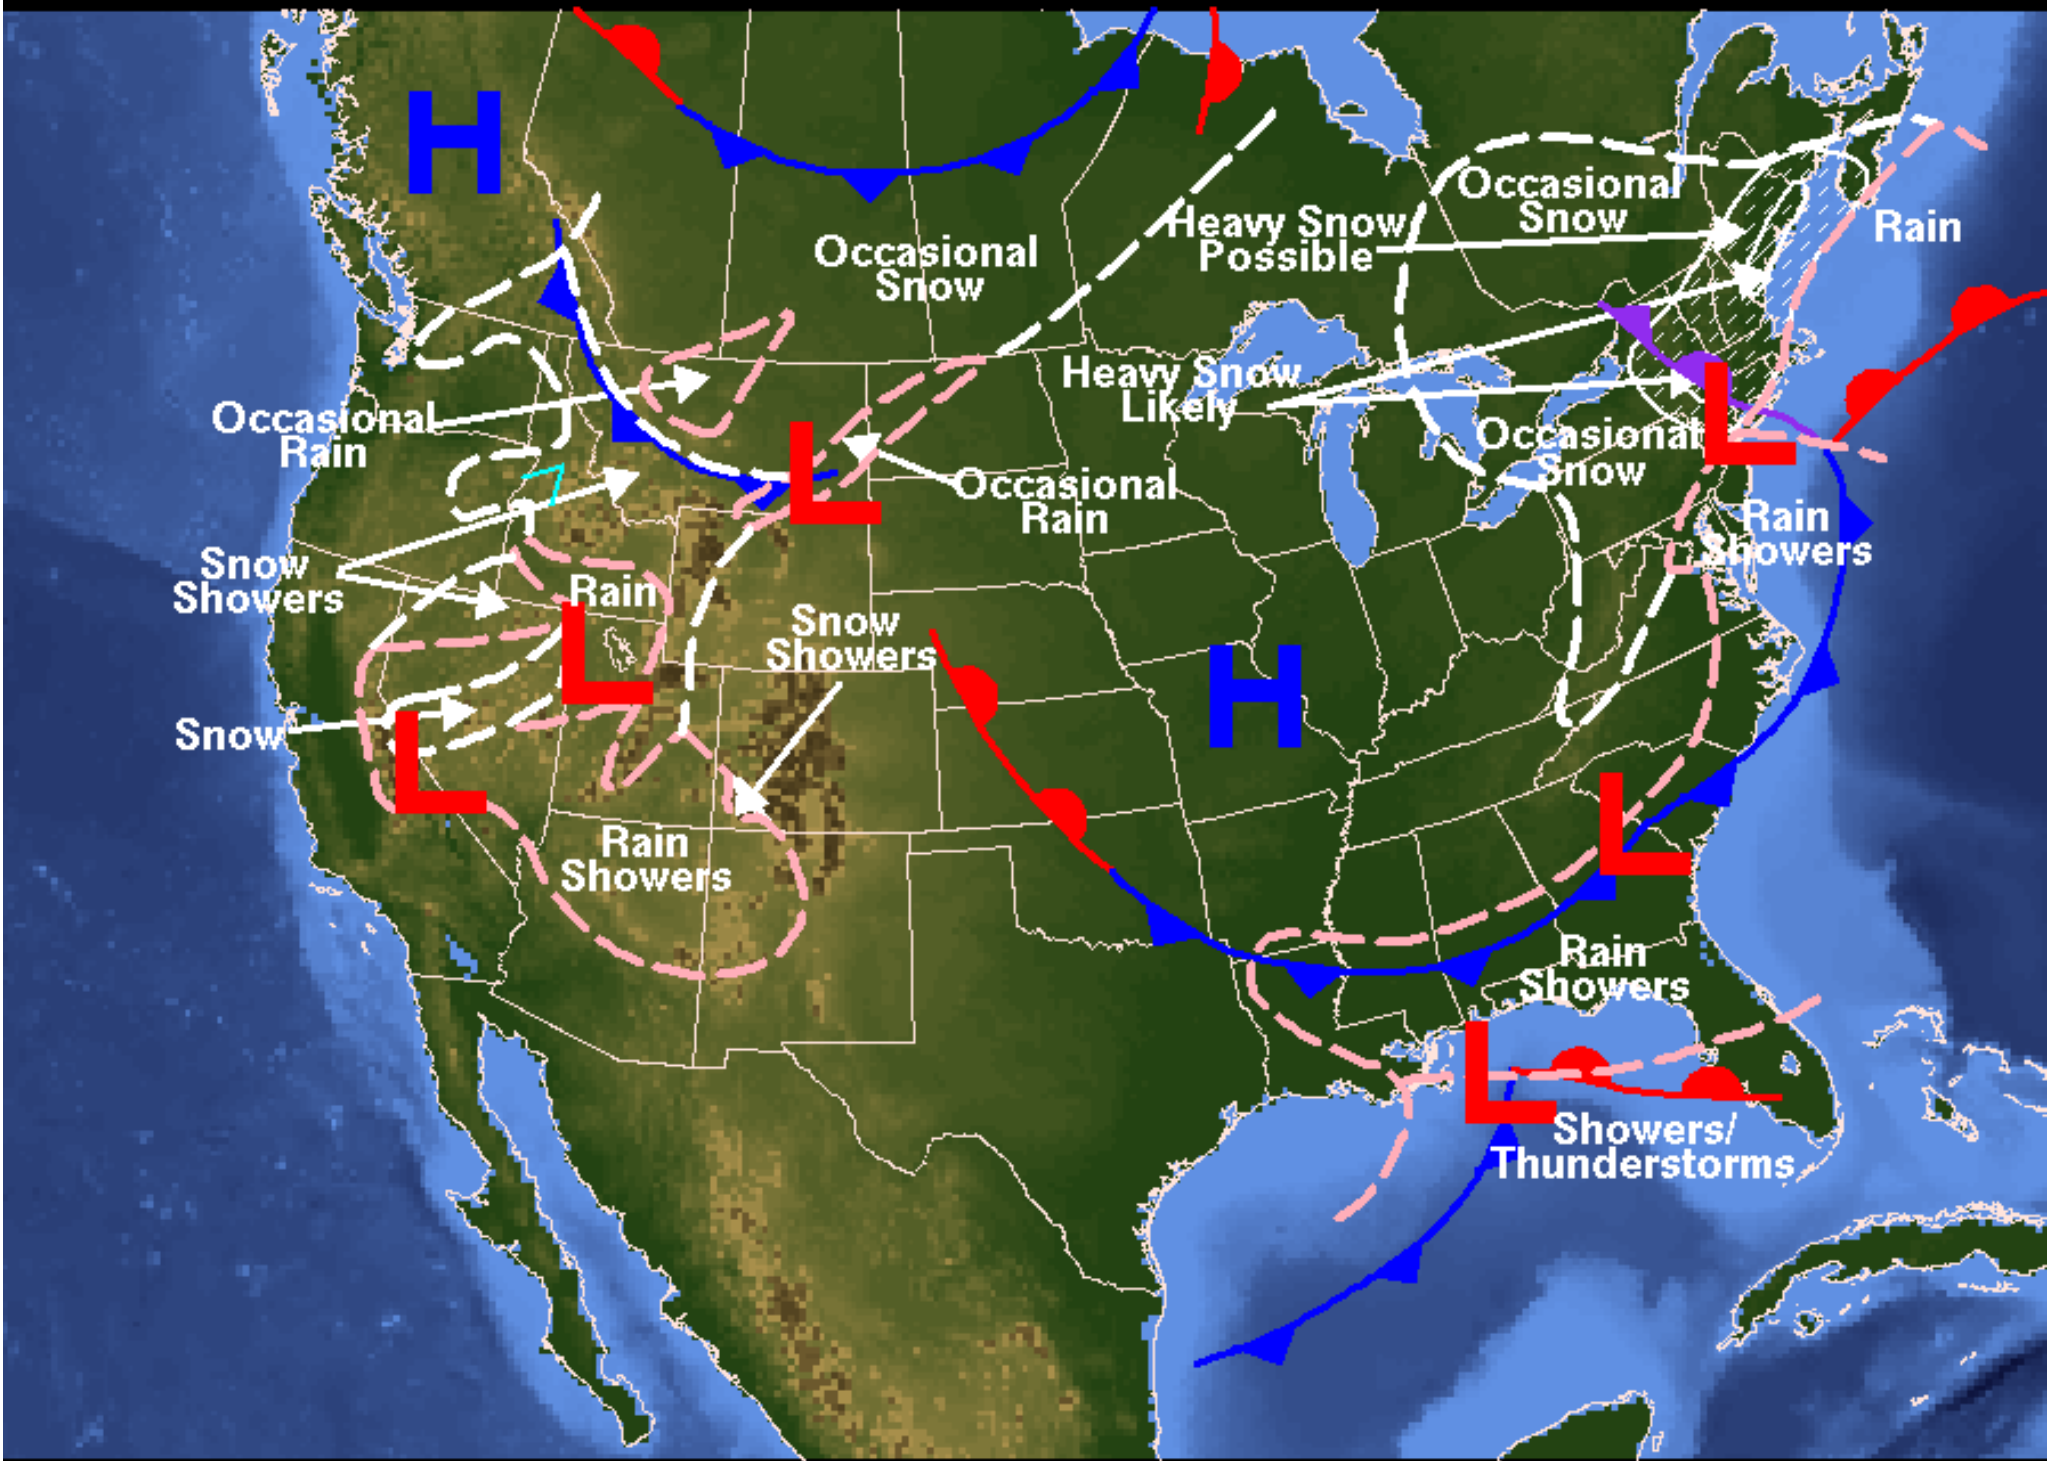 H
Occasional
Snow
Heavy Snow
Possible
Occasional
Snow
Rain
Heavy Snow
Likely
Occasional
Rain
L
Occasional
Rain
L
Occasional
Snow
Rain
Showers
Snow
Showers
Rain
L
Snow
Showers
H
Snow
L
Rain
Showers
L
Rain
Showers
L
Showers/
Thunderstorms